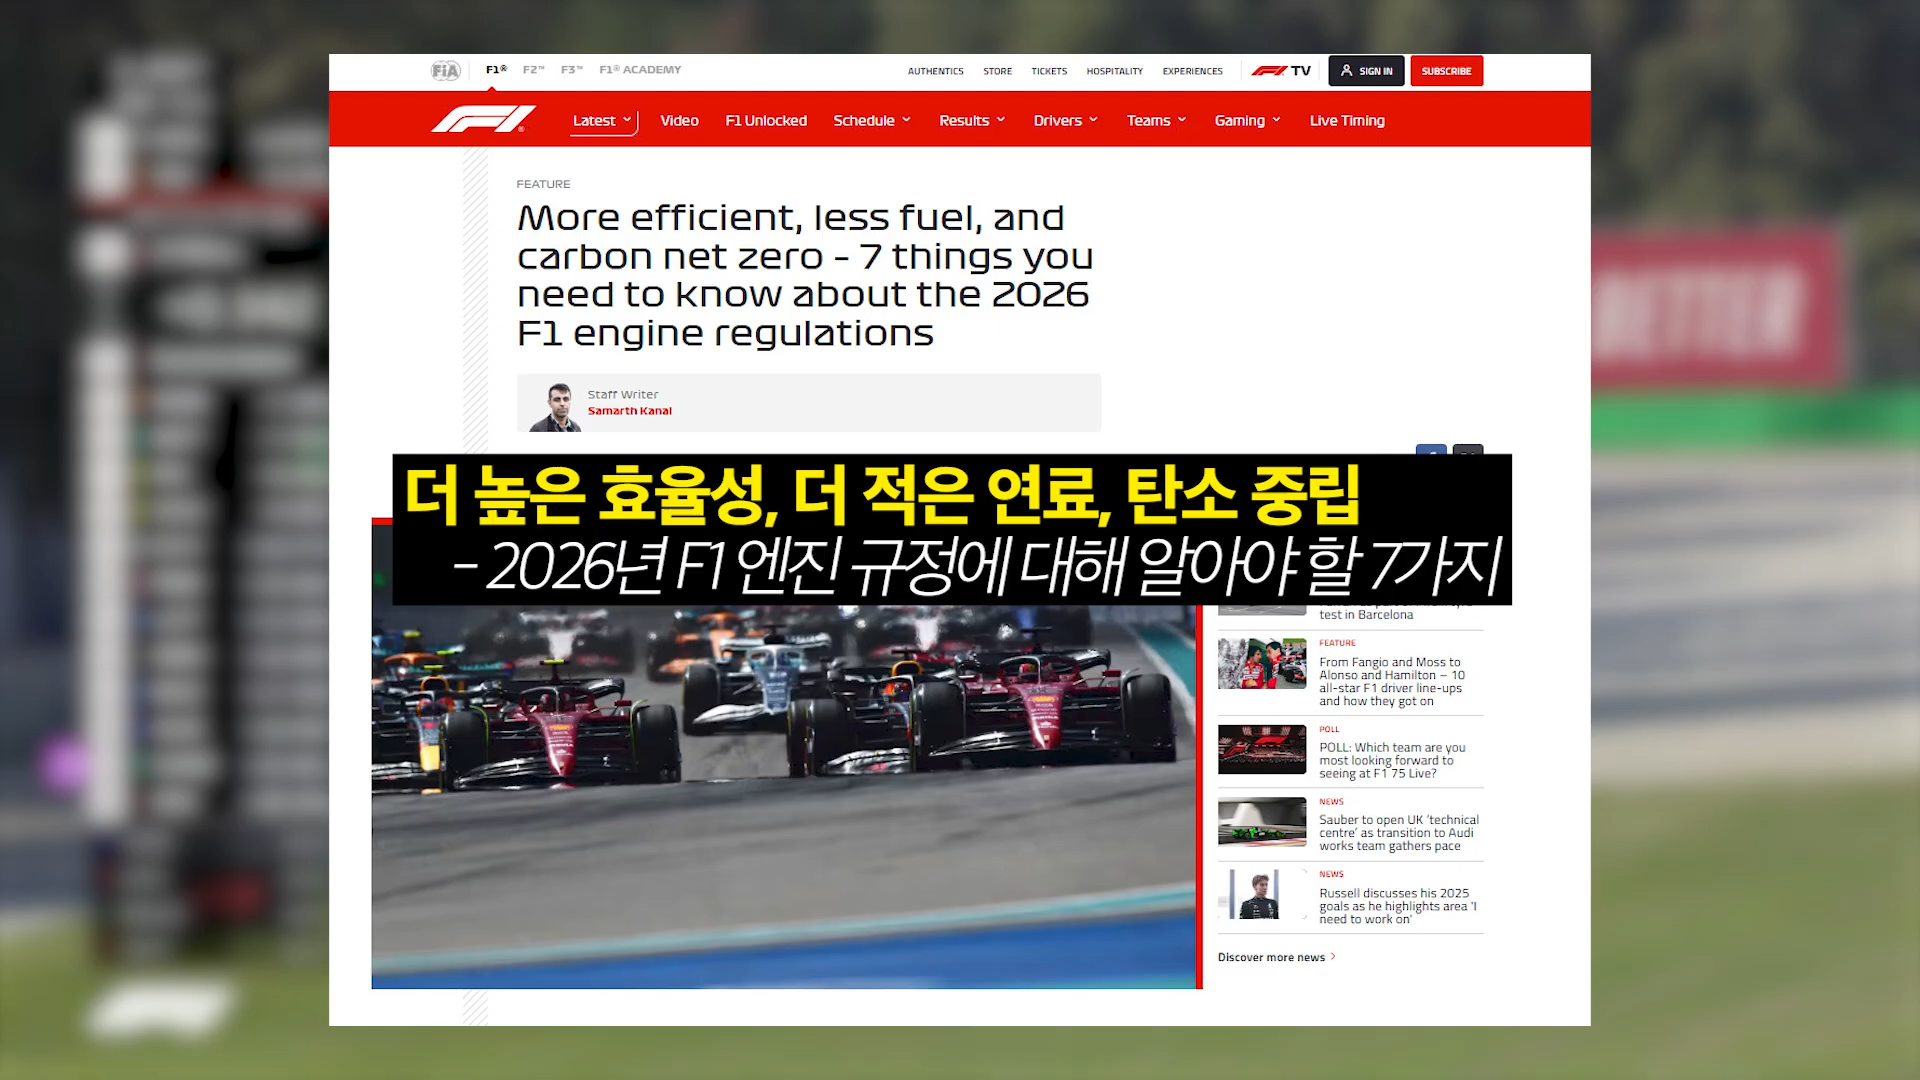 FiA F1® F2™ F3™ F1® ACADEMY
AUTHENTICS STORE TICKETS HOSPITALITY EXPERIENCES F1 TV SIGN IN SUBSCRIBE
F1 Latest Video F1 Unlocked Schedule Results Drivers Teams Gaming Live Timing
FEATURE
More efficient, less fuel, and
carbon net zero – 7 things you
need to know about the 2026
F1 engine regulations
Staff Writer
Samarth Kanal
더 높은 효율성, 더 적은 연료, 탄소 중립
– 2026년 F1 엔진 규정에 대해 알아야 할 7가지
test in Barcelona
FEATURE
From Fangio and Moss to
Alonso and Hamilton – 10
all-star F1 driver line-ups
and how they got on
POLL
POLL: Which team are you
most looking forward to
seeing at F1 75 Live?
NEWS
Sauber to open UK ‘technical
centre’ as transition to Audi
works team gathers pace
NEWS
Russell discusses his 2025
goals as he highlights area 'I
need to work on'
Discover more news
BETTER